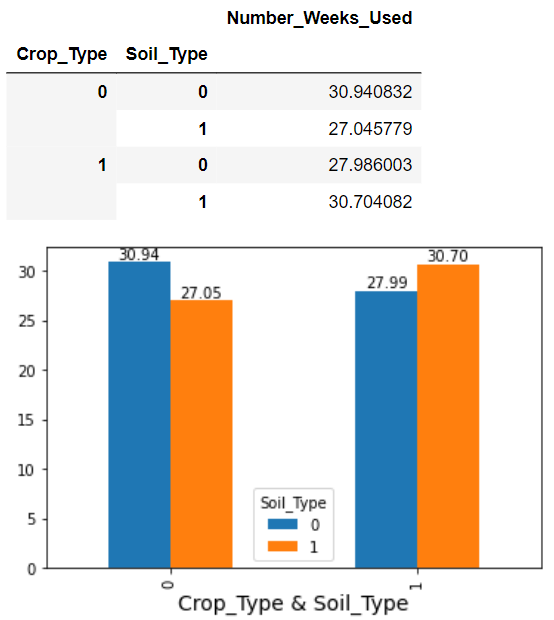 Number_Weeks_Used
Crop_Type Soil_Type
0 0 30.940832
1 27.045779
1 0 27.986003
1 30.704082
30.94 27.05 27.99 30.70
30
25
20
15
10
5
0
Soil_Type
0
1
0 1
Crop_Type & Soil_Type